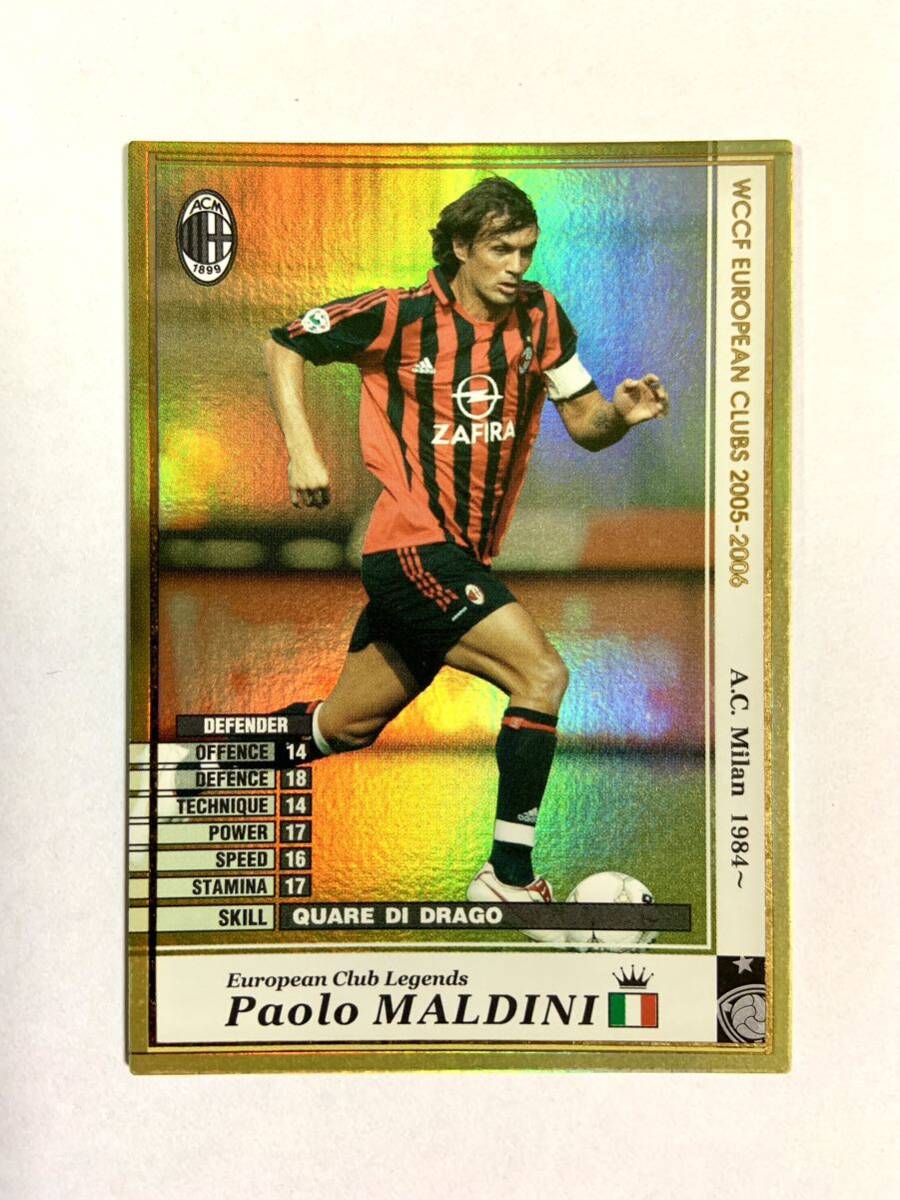 ACM
1899
WCCF EUROPEAN CLUBS 2005-2006
A.C. Milan 1984~
adidas
ZAFIRA
DEFENDER
OFFENCE 14
DEFENCE 18
TECHNIQUE 14
POWER 17
SPEED 16
STAMINA 17
SKILL QUARE DI DRAGO
European Club Legends
Paolo MALDINI